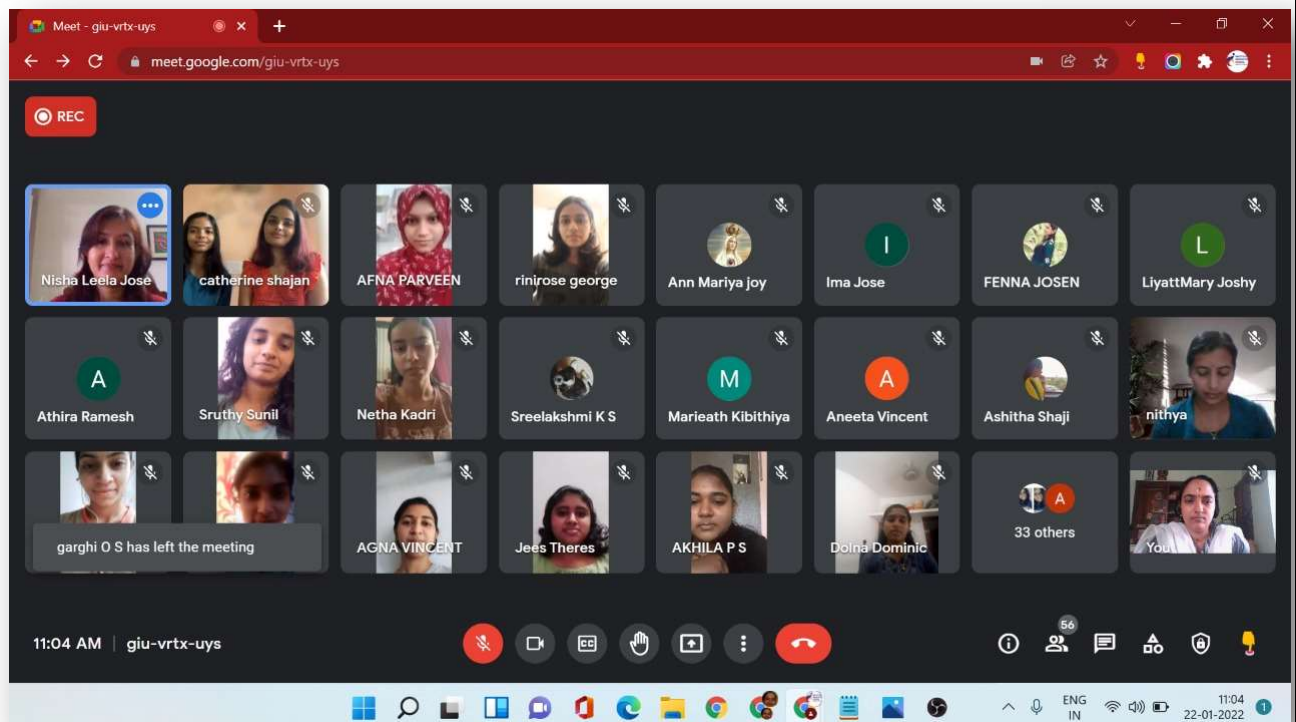 Meet - giu-vrtx-uys
meet.google.com/giu-vrtx-uys
REC
Nisha Leela Jose
catherine shajan
AFNA PARVEEN
rinirose george
Ann Mariya joy
I
Ima Jose
FENNA JOSEN
L
LiyattMary Joshy
A
Athira Ramesh
Sruthy Sunil
Netha Kadri
Sreelakshmi K S
M
Marieath Kibithiya
A
Aneeta Vincent
Ashitha Shaji
nithya
garghi O S has left the meeting
AGNA VINCENT
Jees Theres
AKHILA P S
Dolna Dominic
A
33 others
You
11:04 AM | giu-vrtx-uys
CC
56
ENG
IN
11:04
22-01-2022
1